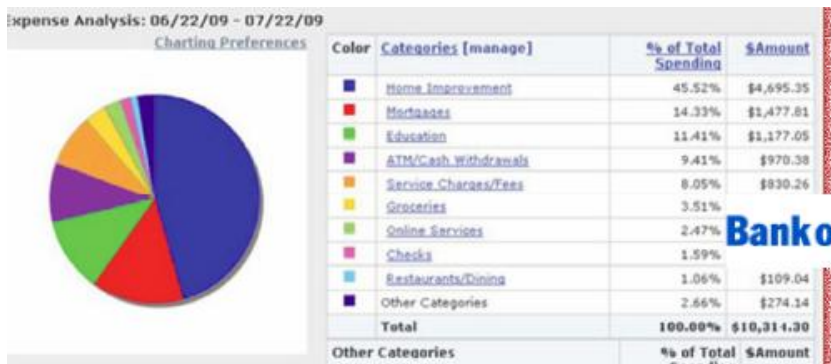 Expense Analysis: 06/22/09 - 07/22/09
Charting Preferences
Color Categories [manage] % of Total Spending $Amount
Home Improvement 45.52% $4,695.35
Mortgages 14.33% $1,477.81
Education 11.41% $1,177.05
ATM/Cash Withdrawals 9.41% $970.38
Service Charges/Fees 8.05% $830.26
Groceries 3.51%
Online Services 2.47%
Banko
Checks 1.59%
Restaurants/Dining 1.06% $109.04
Other Categories 2.66% $274.14
Total 100.00% $10,314.30
Other Categories % of Total $Amount